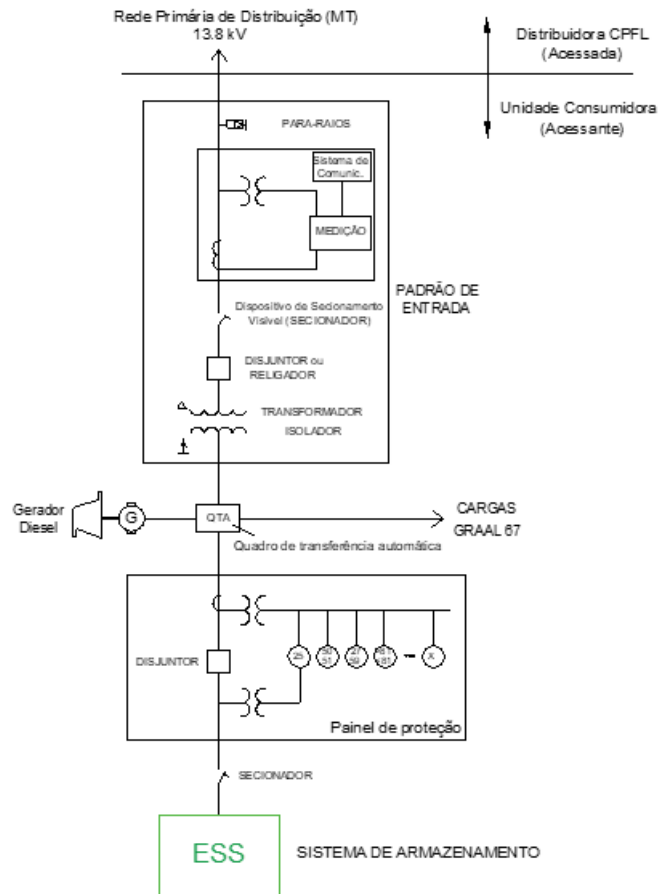 Rede Primária de Distribuição (MT)
13.8 kV
Distribuidora CPFL
(Acessada)
Unidade Consumidora
(Acessante)
PARA-RAIOS
Sistema de
Comunic.
MEDIÇÃO
PADRÃO DE
ENTRADA
Dispositivo de Secionamento
Visível (SECIONADOR)
DISJUNTOR ou
RELIGADOR
TRANSFORMADOR
ISOLADOR
Gerador
Diesel
G
QTA
CARGAS
GRAAL 67
Quadro de transferência automática
DISJUNTOR
25
50
51
27
59
X
Painel de proteção
SECIONADOR
ESS
SISTEMA DE ARMAZENAMENTO